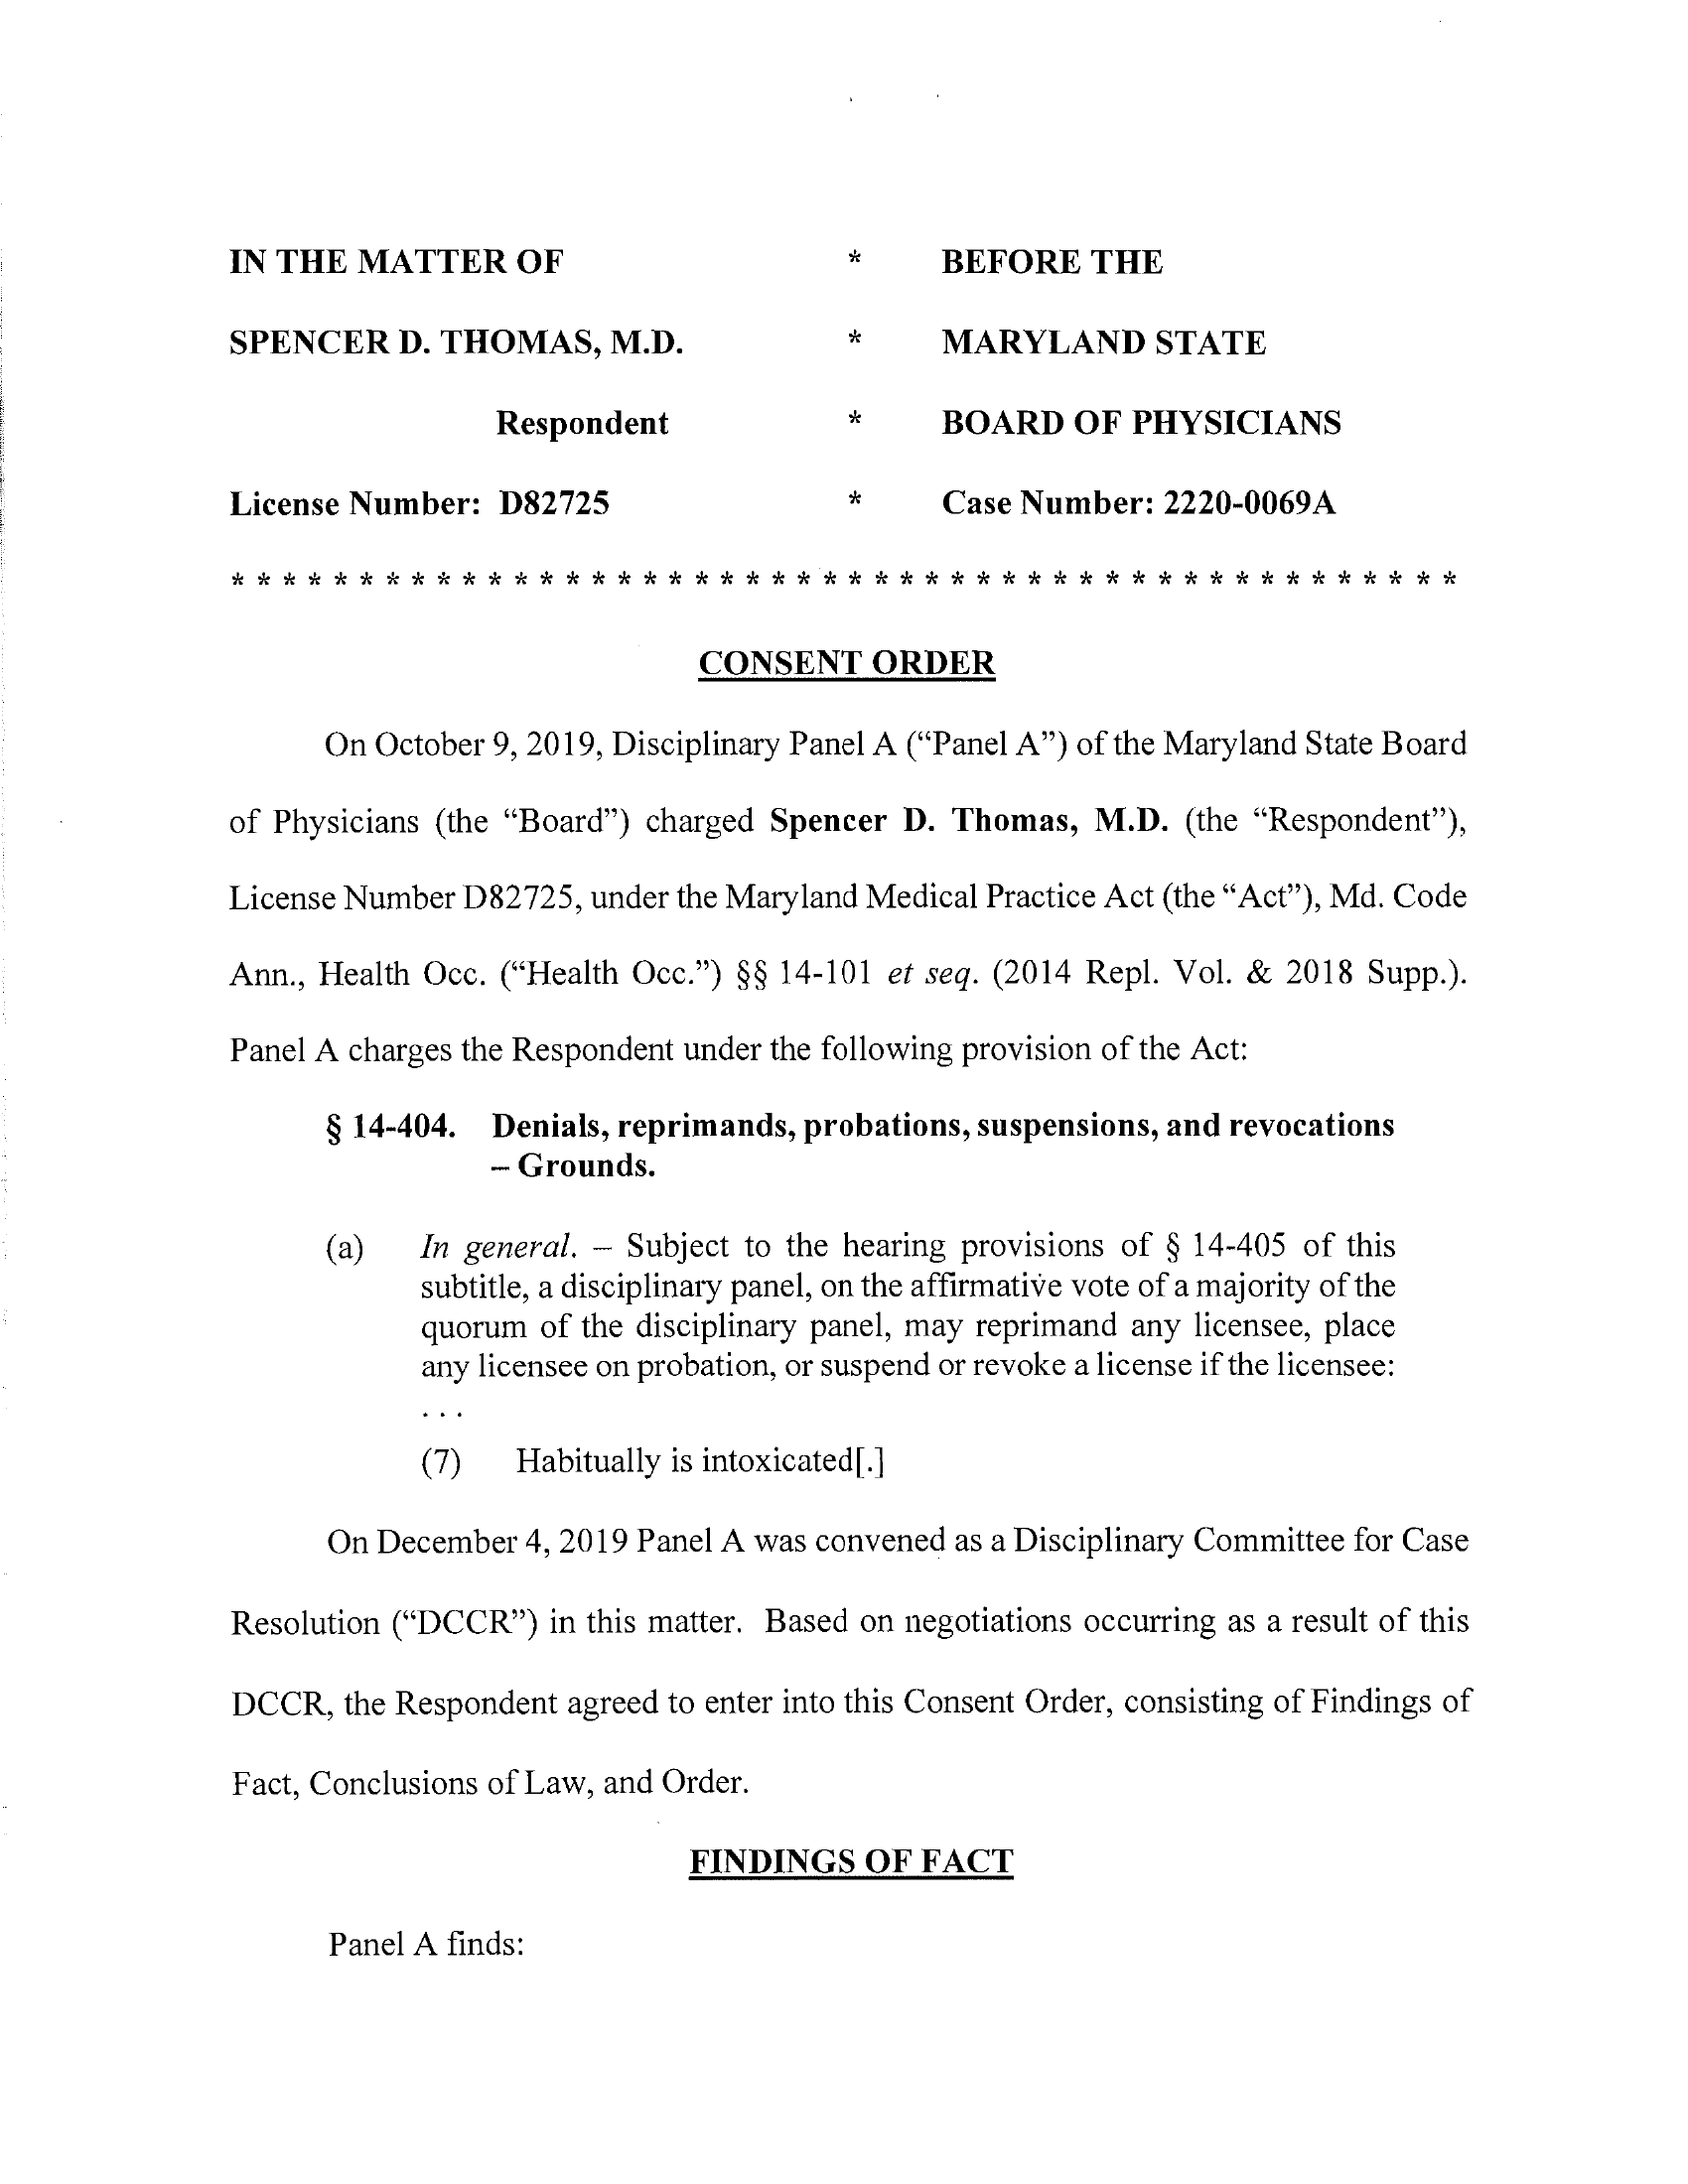 IN THE MATTER OF * BEFORE THE
SPENCER D. THOMAS, M.D. * MARYLAND STATE
Respondent * BOARD OF PHYSICIANS
License Number: D82725 * Case Number: 2220-0069A
* * * * * * * * * * * * * * * * * * * * * * * * * * * * * * * * * * * * * * * * * * * * * * * *
CONSENT ORDER
On October 9, 2019, Disciplinary Panel A (“Panel A”) of the Maryland State Board
of Physicians (the “Board”) charged Spencer D. Thomas, M.D. (the “Respondent”),
License Number D82725, under the Maryland Medical Practice Act (the “Act”), Md. Code
Ann., Health Occ. (“Health Occ.”) §§ 14-101 et seq. (2014 Repl. Vol. & 2018 Supp.).
Panel A charges the Respondent under the following provision of the Act:
§ 14-404. Denials, reprimands, probations, suspensions, and revocations
– Grounds.
(a) In general. – Subject to the hearing provisions of § 14-405 of this
subtitle, a disciplinary panel, on the affirmative vote of a majority of the
quorum of the disciplinary panel, may reprimand any licensee, place
any licensee on probation, or suspend or revoke a license if the licensee:
. . .
(7) Habitually is intoxicated[.]
On December 4, 2019 Panel A was convened as a Disciplinary Committee for Case
Resolution (“DCCR”) in this matter. Based on negotiations occurring as a result of this
DCCR, the Respondent agreed to enter into this Consent Order, consisting of Findings of
Fact, Conclusions of Law, and Order.
FINDINGS OF FACT
Panel A finds: